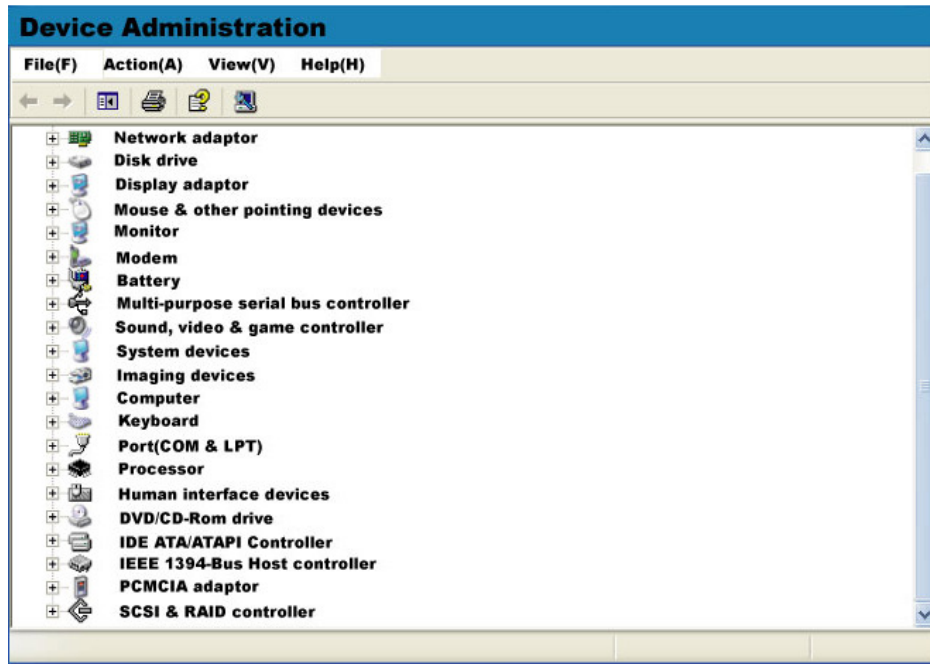 Device Administration
File(F) Action(A) View(V) Help(H)
Network adaptor
Disk drive
Display adaptor
Mouse & other pointing devices
Monitor
Modem
Battery
Multi-purpose serial bus controller
Sound, video & game controller
System devices
Imaging devices
Computer
Keyboard
Port(COM & LPT)
Processor
Human interface devices
DVD/CD-Rom drive
IDE ATA/ATAPI Controller
IEEE 1394-Bus Host controller
PCMCIA adaptor
SCSI & RAID controller